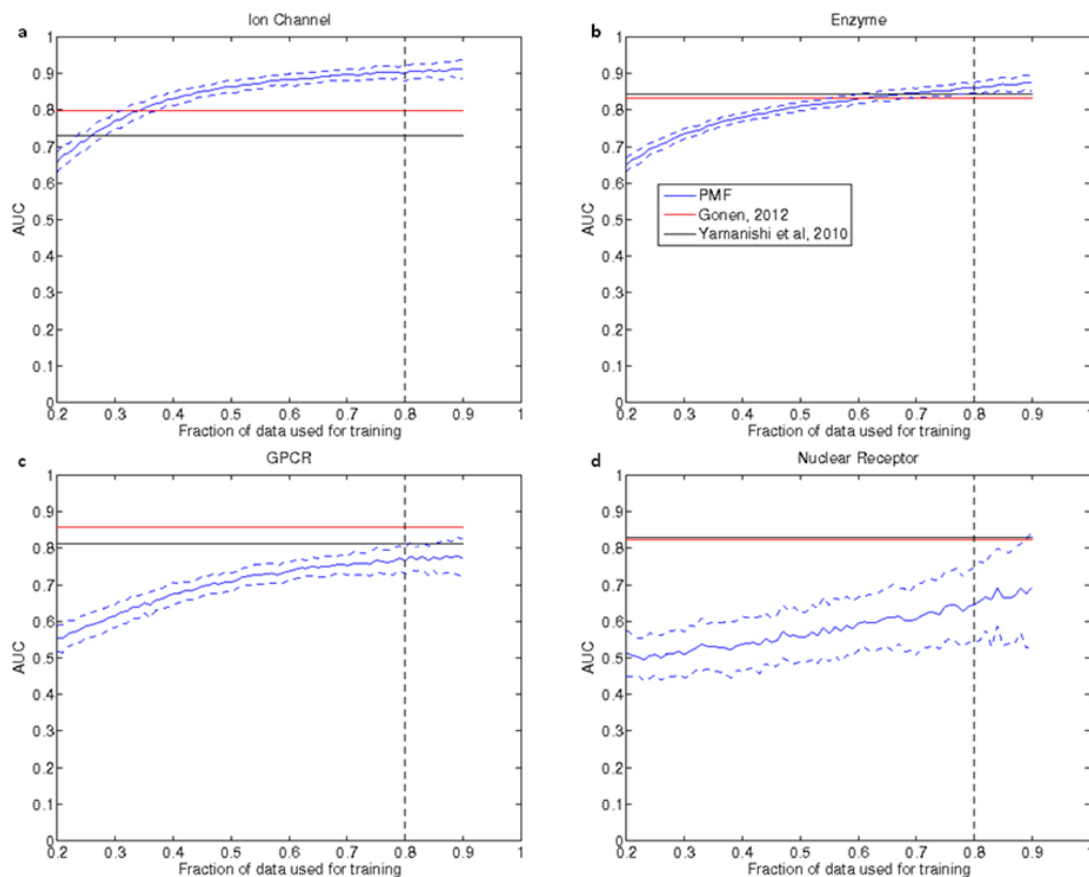 Ion Channel
a
1
0.9
0.8
0.7
0.6
0.5
0.4
0.3
0.2
0.1
0
AUC
0.2 0.3 0.4 0.5 0.6 0.7 0.8 0.9 1
Fraction of data used for training
Enzyme
b
1
0.9
0.8
0.7
0.6
0.5
0.4
0.3
0.2
0.1
0
AUC
PMF
Gonen, 2012
Yamanishi et al, 2010
0.2 0.3 0.4 0.5 0.6 0.7 0.8 0.9 1
Fraction of data used for training
GPCR
c
1
0.9
0.8
0.7
0.6
0.5
0.4
0.3
0.2
0.1
0
AUC
0.2 0.3 0.4 0.5 0.6 0.7 0.8 0.9 1
Fraction of data used for training
Nuclear Receptor
d
1
0.9
0.8
0.7
0.6
0.5
0.4
0.3
0.2
0.1
0
AUC
0.2 0.3 0.4 0.5 0.6 0.7 0.8 0.9 1
Fraction of data used for training